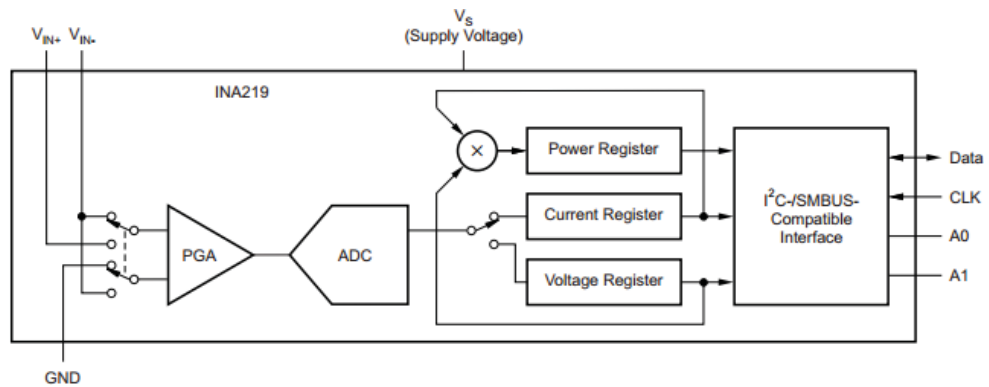 V_S
(Supply Voltage)
V_IN+ V_IN-
INA219
×
Power Register
Current Register
Voltage Register
PGA
ADC
I²C-/SMBUS-
Compatible
Interface
Data
CLK
A0
A1
GND